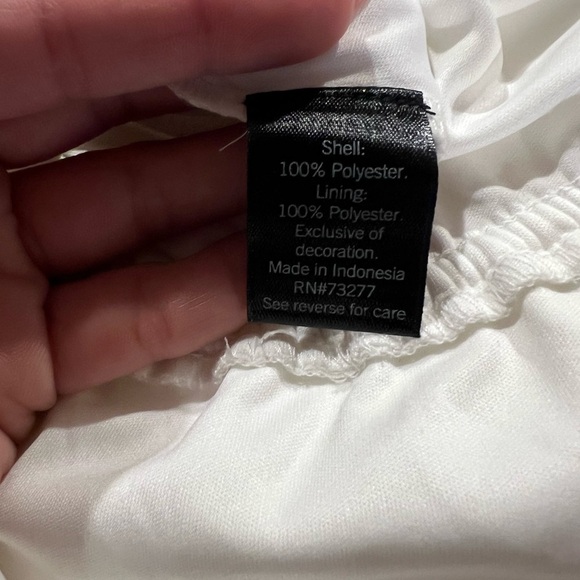 Shell:
100% Polyester.
Lining:
100% Polyester.
Exclusive of
decoration.
Made in Indonesia
RN#73277
See reverse for care